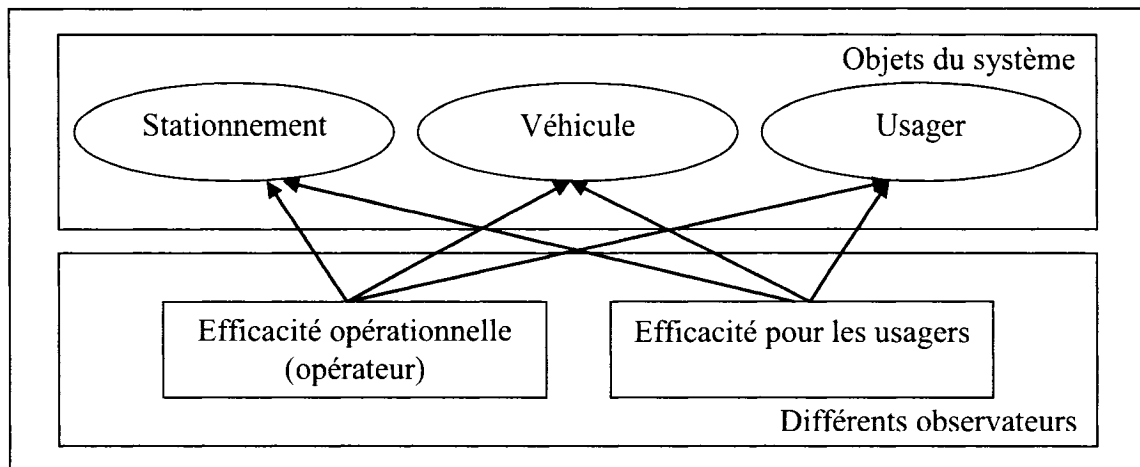 Objets du système
Stationnement
Véhicule
Usager
Efficacité opérationnelle
(opérateur)
Efficacité pour les usagers
Différents observateurs